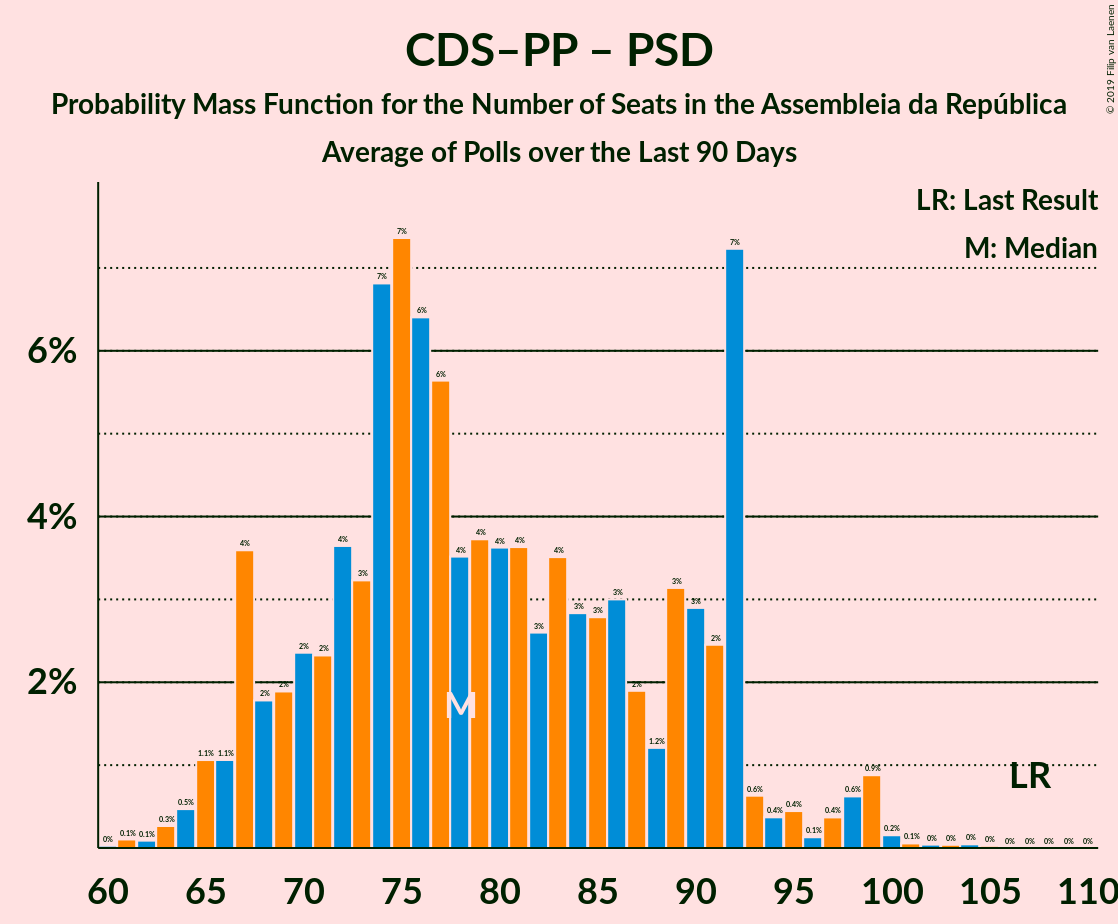 CDS–PP – PSD
Probability Mass Function for the Number of Seats in the Assembleia da República
Average of Polls over the Last 90 Days
© 2019 Filip van Laenen
LR: Last Result
M: Median
6%
4%
2%
0% 0.1% 0.1% 0.3% 0.5% 1.1% 1.1% 4% 2% 2% 2% 2% 4% 3% 7% 7% 6% 6% 4% 4% 4% 4% 3% 4% 3% 3% 3% 2% 1.2% 3% 3% 2% 7% 0.6% 0.4% 0.4% 0.1% 0.4% 0.6% 0.9% 0.2% 0.1% 0% 0% 0% 0% 0% 0% 0% 0% 0%
M
LR
60 65 70 75 80 85 90 95 100 105 110